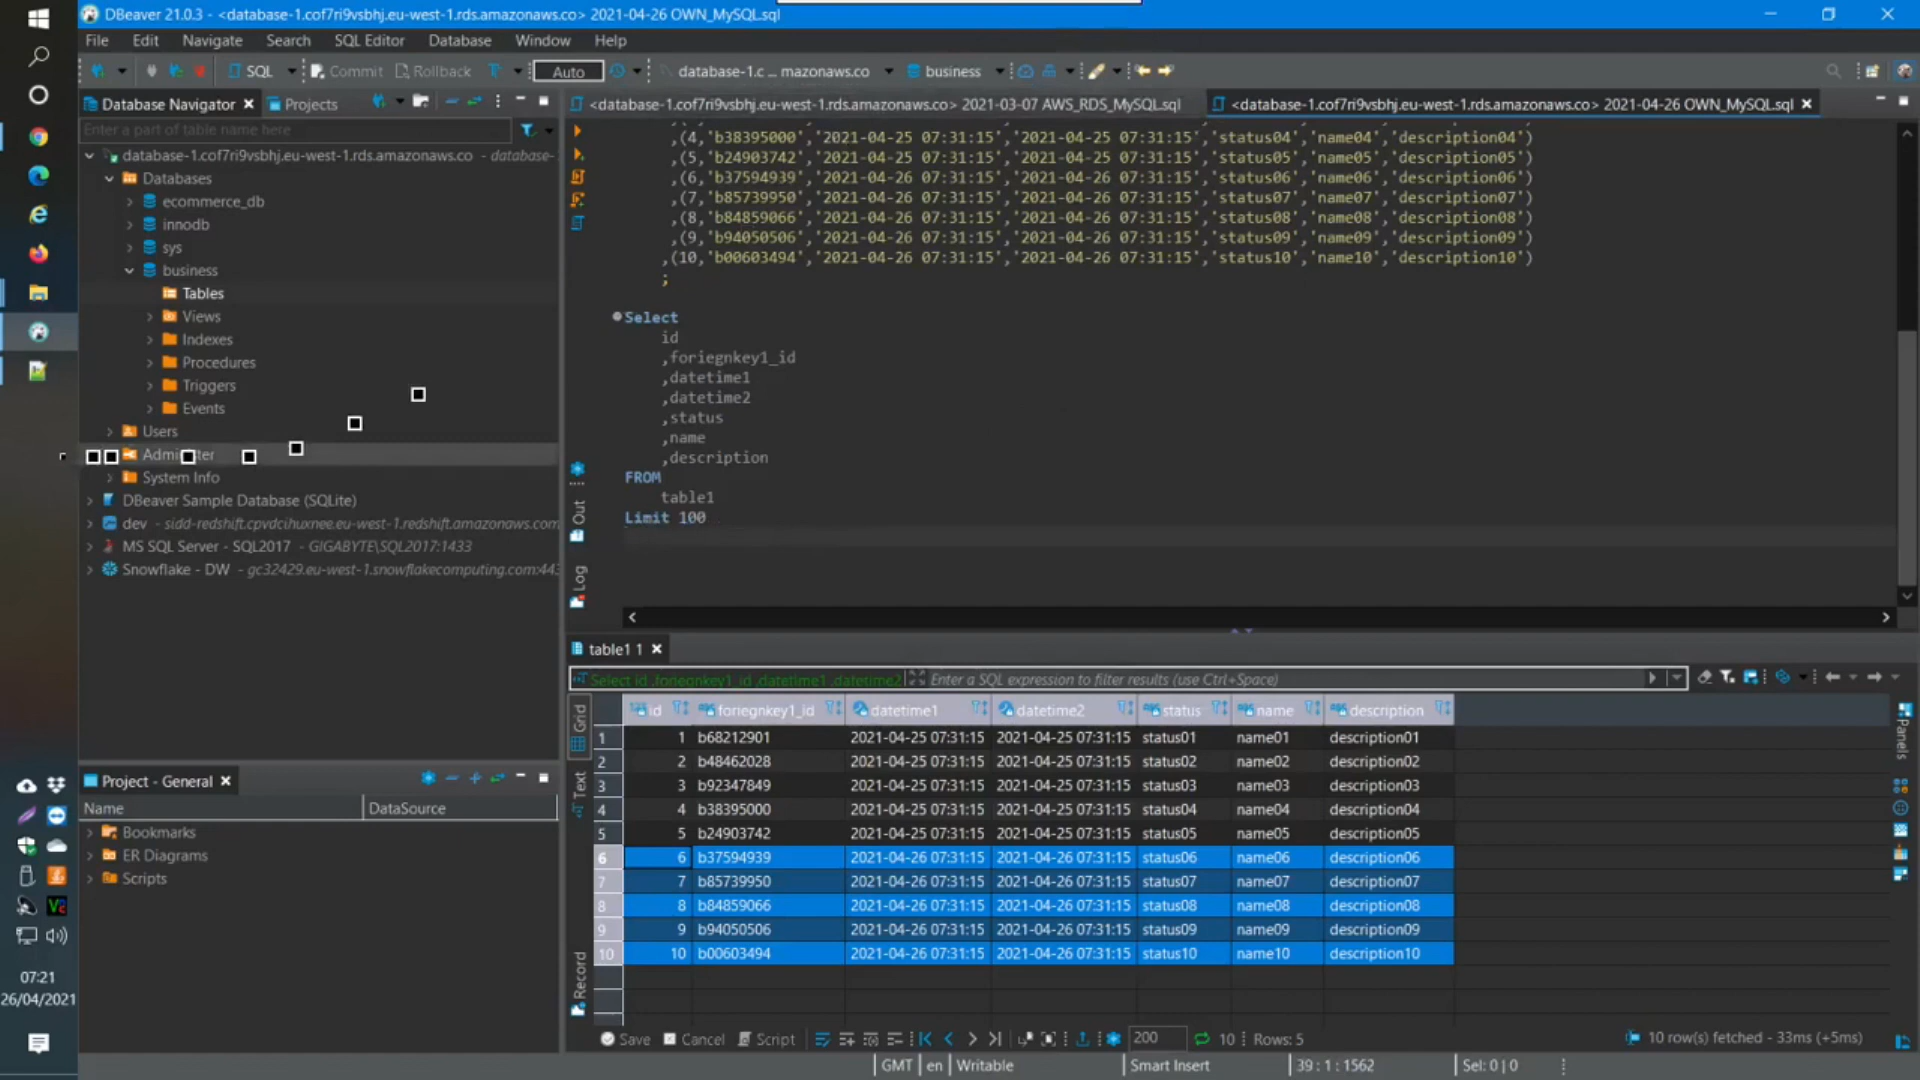 DBeaver 21.0.3 - <database-1.cof7ri9vsbhj.eu-west-1.rds.amazonaws.co> 2021-04-26 OWN_MySQL.sql
File Edit Navigate Search SQL Editor Database Window Help
SQL Commit Rollback Auto database-1.c ... mazonaws.co business
Database Navigator Projects
<database-1.cof7ri9vsbhj.eu-west-1.rds.amazonaws.co> 2021-03-07 AWS_RDS_MySQL.sql <database-1.cof7ri9vsbhj.eu-west-1.rds.amazonaws.co> 2021-04-26 OWN_MySQL.sql
Enter a part of table name here
database-1.cof7ri9vsbhj.eu-west-1.rds.amazonaws.co - database-
Databases
ecommerce_db
innodb
sys
business
Tables
Views
Indexes
Procedures
Triggers
Events
Users
System Info
DBeaver Sample Database (SQLite)
dev - sidd-redshift.cpvdcihuxnee.eu-west-1.redshift.amazonaws.com
MS SQL Server - SQL2017 - GIGABYTE\SQL2017:1433
Snowflake - DW - gc32429.eu-west-1.snowflakecomputing.com:443
,(4,'b38395000','2021-04-25 07:31:15','2021-04-25 07:31:15','status04','name04','description04')
,(5,'b24903742','2021-04-25 07:31:15','2021-04-25 07:31:15','status05','name05','description05')
,(6,'b37594939','2021-04-26 07:31:15','2021-04-26 07:31:15','status06','name06','description06')
,(7,'b85739950','2021-04-26 07:31:15','2021-04-26 07:31:15','status07','name07','description07')
,(8,'b84859066','2021-04-26 07:31:15','2021-04-26 07:31:15','status08','name08','description08')
,(9,'b94050506','2021-04-26 07:31:15','2021-04-26 07:31:15','status09','name09','description09')
,(10,'b00603494','2021-04-26 07:31:15','2021-04-26 07:31:15','status10','name10','description10')
;
Select
id
,foriegnkey1_id
,datetime1
,datetime2
,status
,name
,description
FROM
table1
Limit 100
Out
Log
table1 1
Select id ,foriegnkey1_id ,datetime1 ,datetime2 Enter a SQL expression to filter results (use Ctrl+Space)
Grid
Text
Record
Panels
id foriegnkey1_id datetime1 datetime2 status name description
1 1 b68212901 2021-04-25 07:31:15 2021-04-25 07:31:15 status01 name01 description01
2 2 b48462028 2021-04-25 07:31:15 2021-04-25 07:31:15 status02 name02 description02
3 3 b92347849 2021-04-25 07:31:15 2021-04-25 07:31:15 status03 name03 description03
4 4 b38395000 2021-04-25 07:31:15 2021-04-25 07:31:15 status04 name04 description04
5 5 b24903742 2021-04-25 07:31:15 2021-04-25 07:31:15 status05 name05 description05
6 6 b37594939 2021-04-26 07:31:15 2021-04-26 07:31:15 status06 name06 description06
7 7 b85739950 2021-04-26 07:31:15 2021-04-26 07:31:15 status07 name07 description07
8 8 b84859066 2021-04-26 07:31:15 2021-04-26 07:31:15 status08 name08 description08
9 9 b94050506 2021-04-26 07:31:15 2021-04-26 07:31:15 status09 name09 description09
10 10 b00603494 2021-04-26 07:31:15 2021-04-26 07:31:15 status10 name10 description10
Project - General
Name DataSource
Bookmarks
ER Diagrams
Scripts
Save Cancel Script 200 10 Rows: 5 10 row(s) fetched - 33ms (+5ms)
GMT en Writable Smart Insert 39 : 1 : 1562 Sel: 0 | 0
07:21
26/04/2021